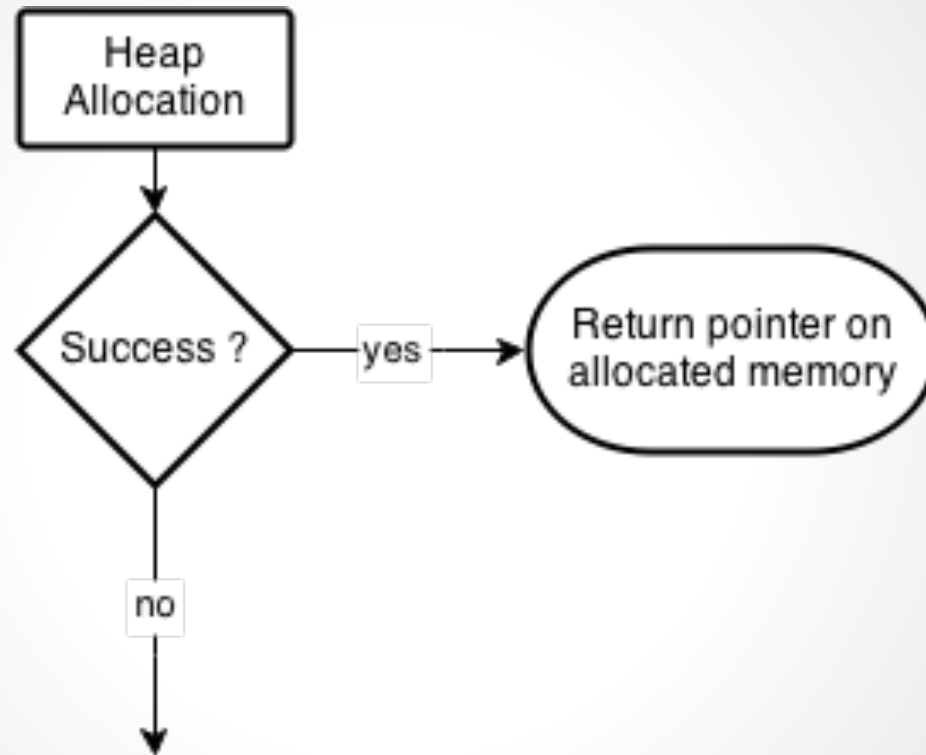 Heap
Allocation
Success ?
yes
Return pointer on
allocated memory
no